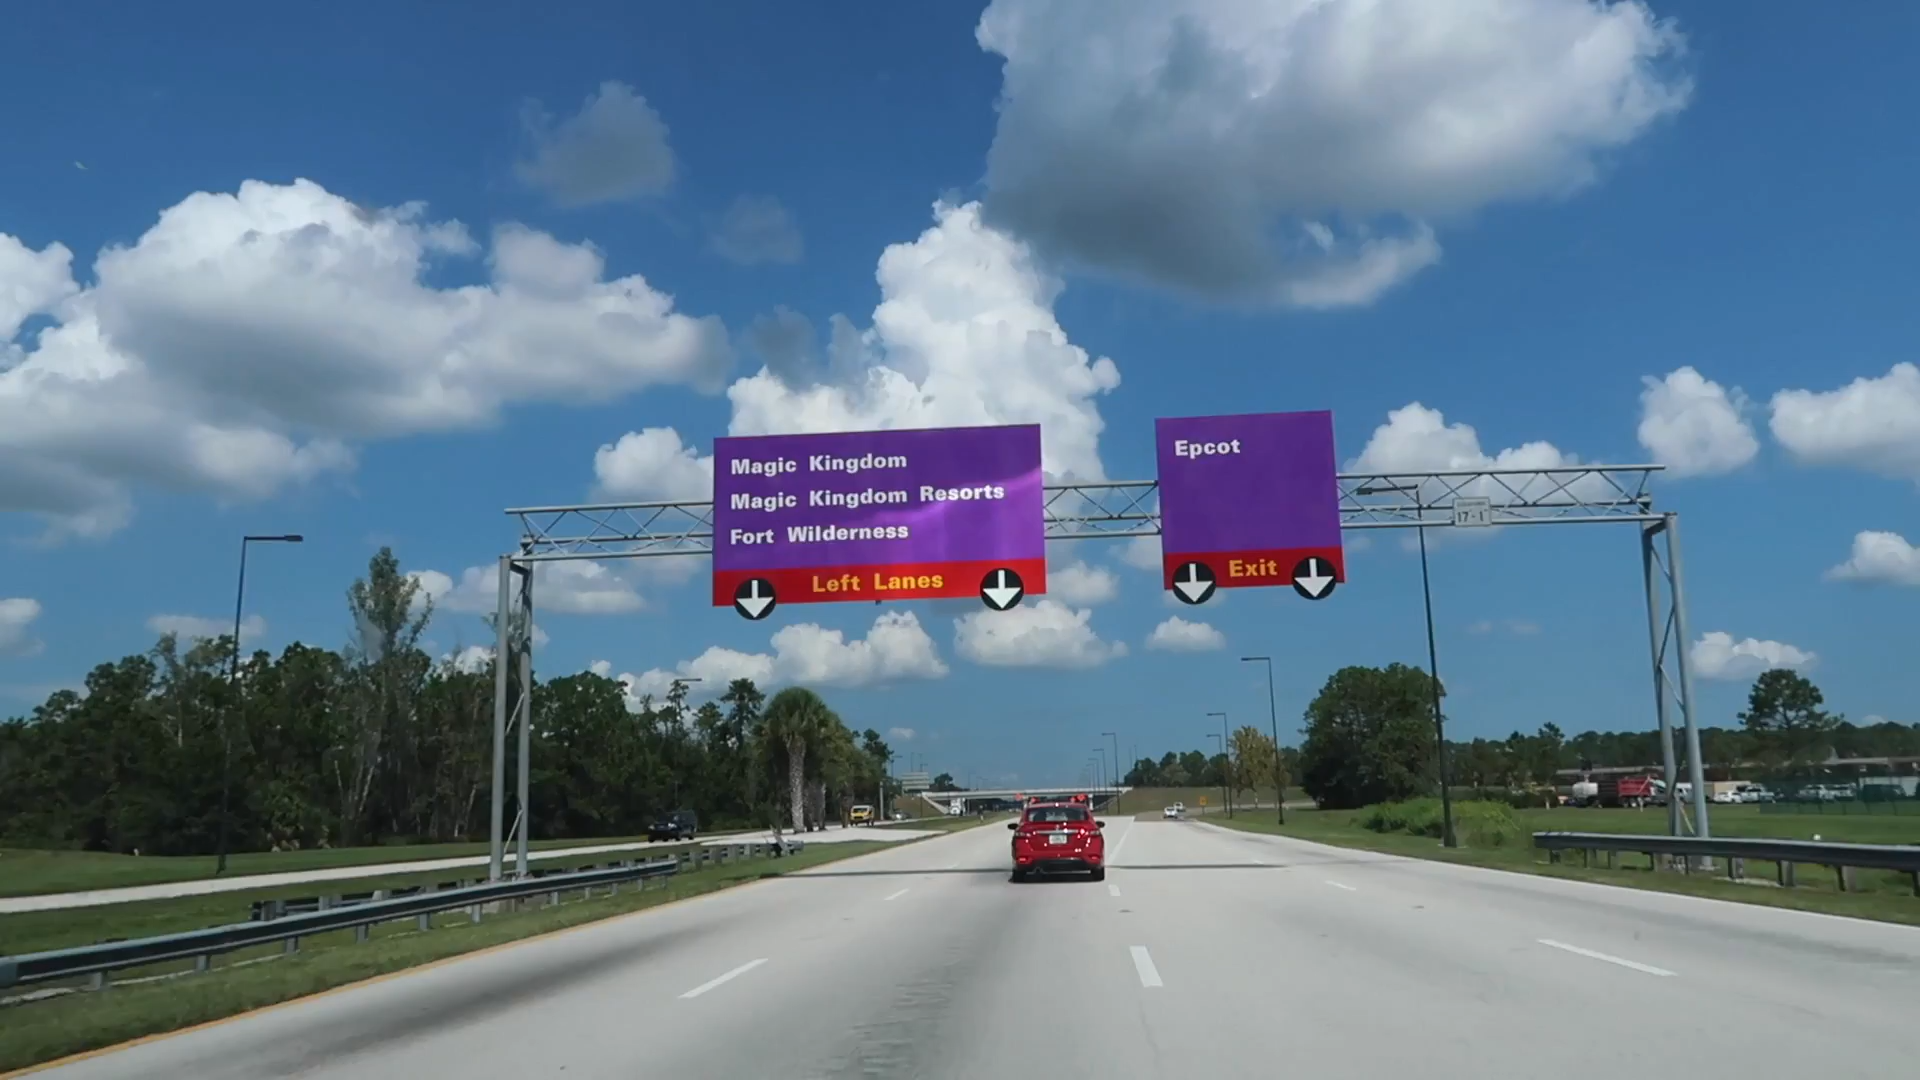 Magic Kingdom
Magic Kingdom Resorts
Fort Wilderness
Left Lanes
Epcot
Exit
17-1